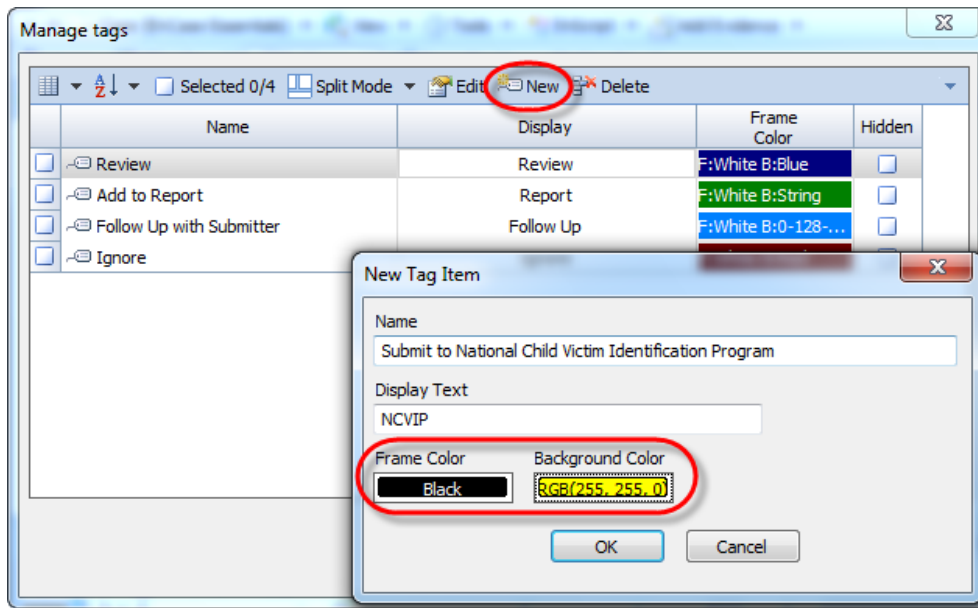 Manage tags
Selected 0/4 Split Mode Edit New Delete
Name Display Frame Color Hidden
Review Review F:White B:Blue
Add to Report Report F:White B:String
Follow Up with Submitter Follow Up F:White B:0-128-...
Ignore
New Tag Item
Name
Submit to National Child Victim Identification Program
Display Text
NCVIP
Frame Color Background Color
Black RGB(255, 255, 0)
OK Cancel